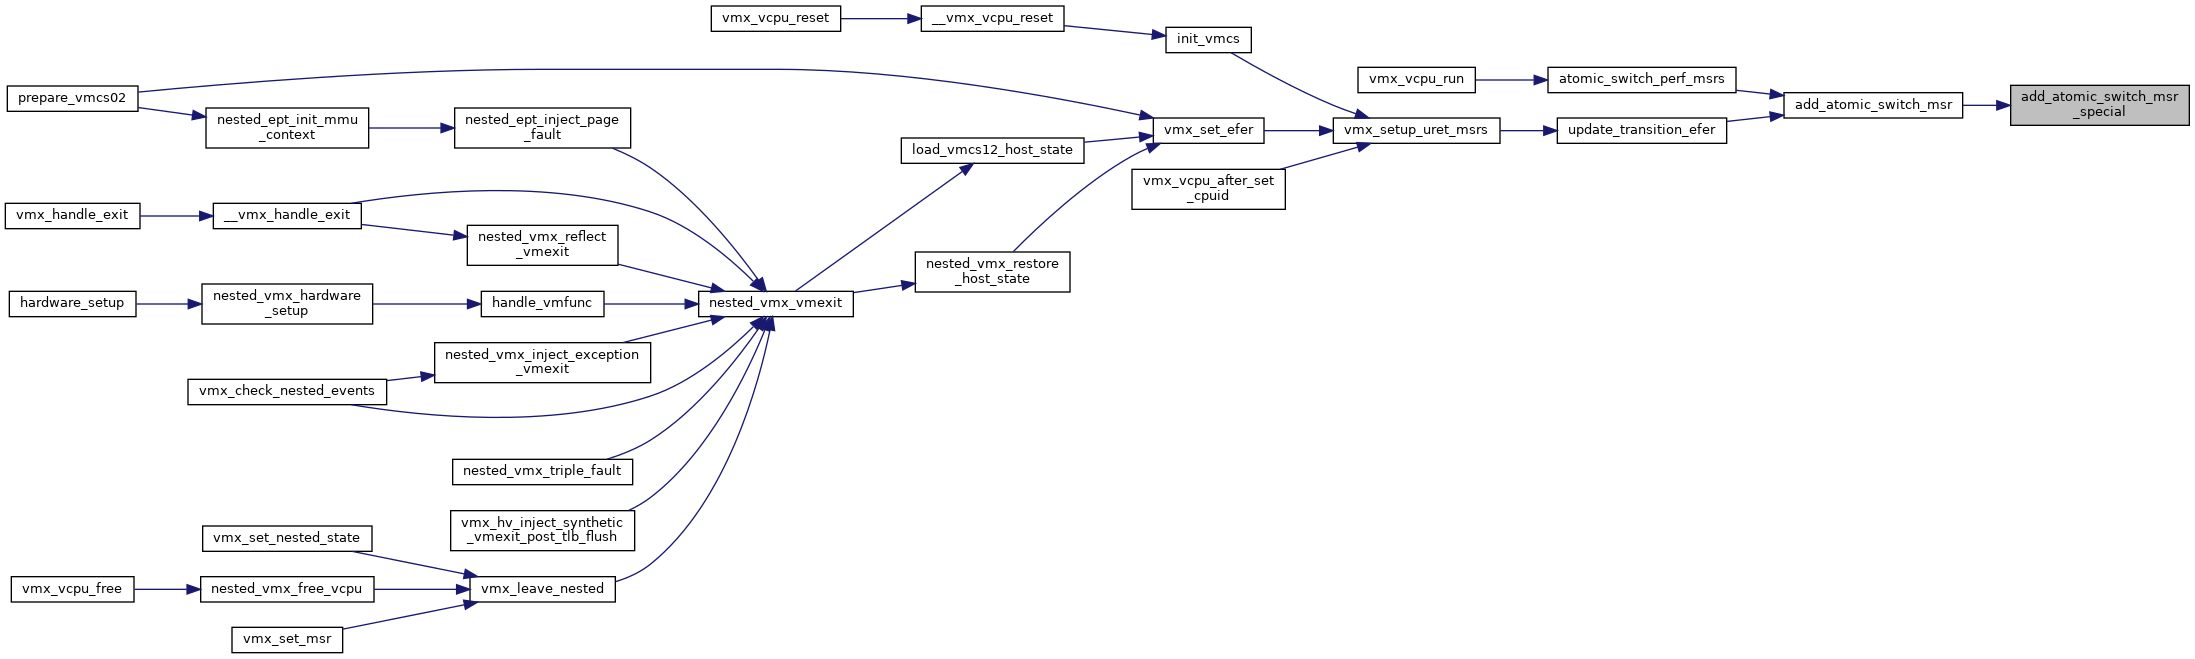 vmx_vcpu_reset
__vmx_vcpu_reset
init_vmcs
vmx_vcpu_run
atomic_switch_perf_msrs
add_atomic_switch_msr
_special
prepare_vmcs02
add_atomic_switch_msr
nested_ept_init_mmu
_context
nested_ept_inject_page
_fault
vmx_set_efer
vmx_setup_uret_msrs
update_transition_efer
load_vmcs12_host_state
vmx_vcpu_after_set
_cpuid
vmx_handle_exit
__vmx_handle_exit
nested_vmx_reflect
_vmexit
nested_vmx_restore
_host_state
hardware_setup
nested_vmx_hardware
_setup
handle_vmfunc
nested_vmx_vmexit
nested_vmx_inject_exception
_vmexit
vmx_check_nested_events
nested_vmx_triple_fault
vmx_hv_inject_synthetic
_vmexit_post_tlb_flush
vmx_set_nested_state
vmx_vcpu_free
nested_vmx_free_vcpu
vmx_leave_nested
vmx_set_msr